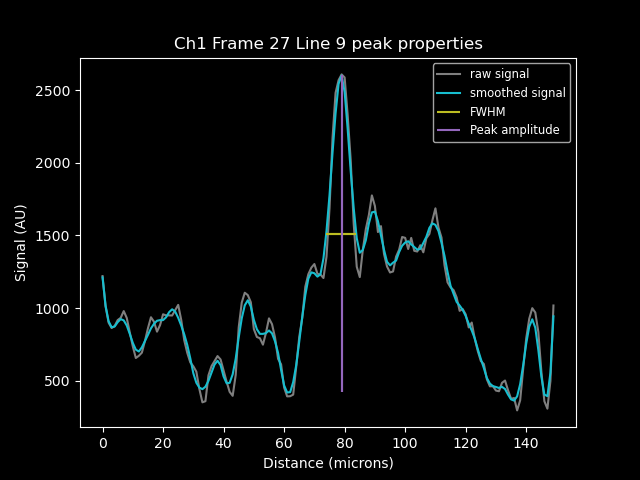 Ch1 Frame 27 Line 9 peak properties
raw signal
smoothed signal
FWHM
Peak amplitude
Signal (AU)
2500
2000
1500
1000
500
0 20 40 60 80 100 120 140
Distance (microns)